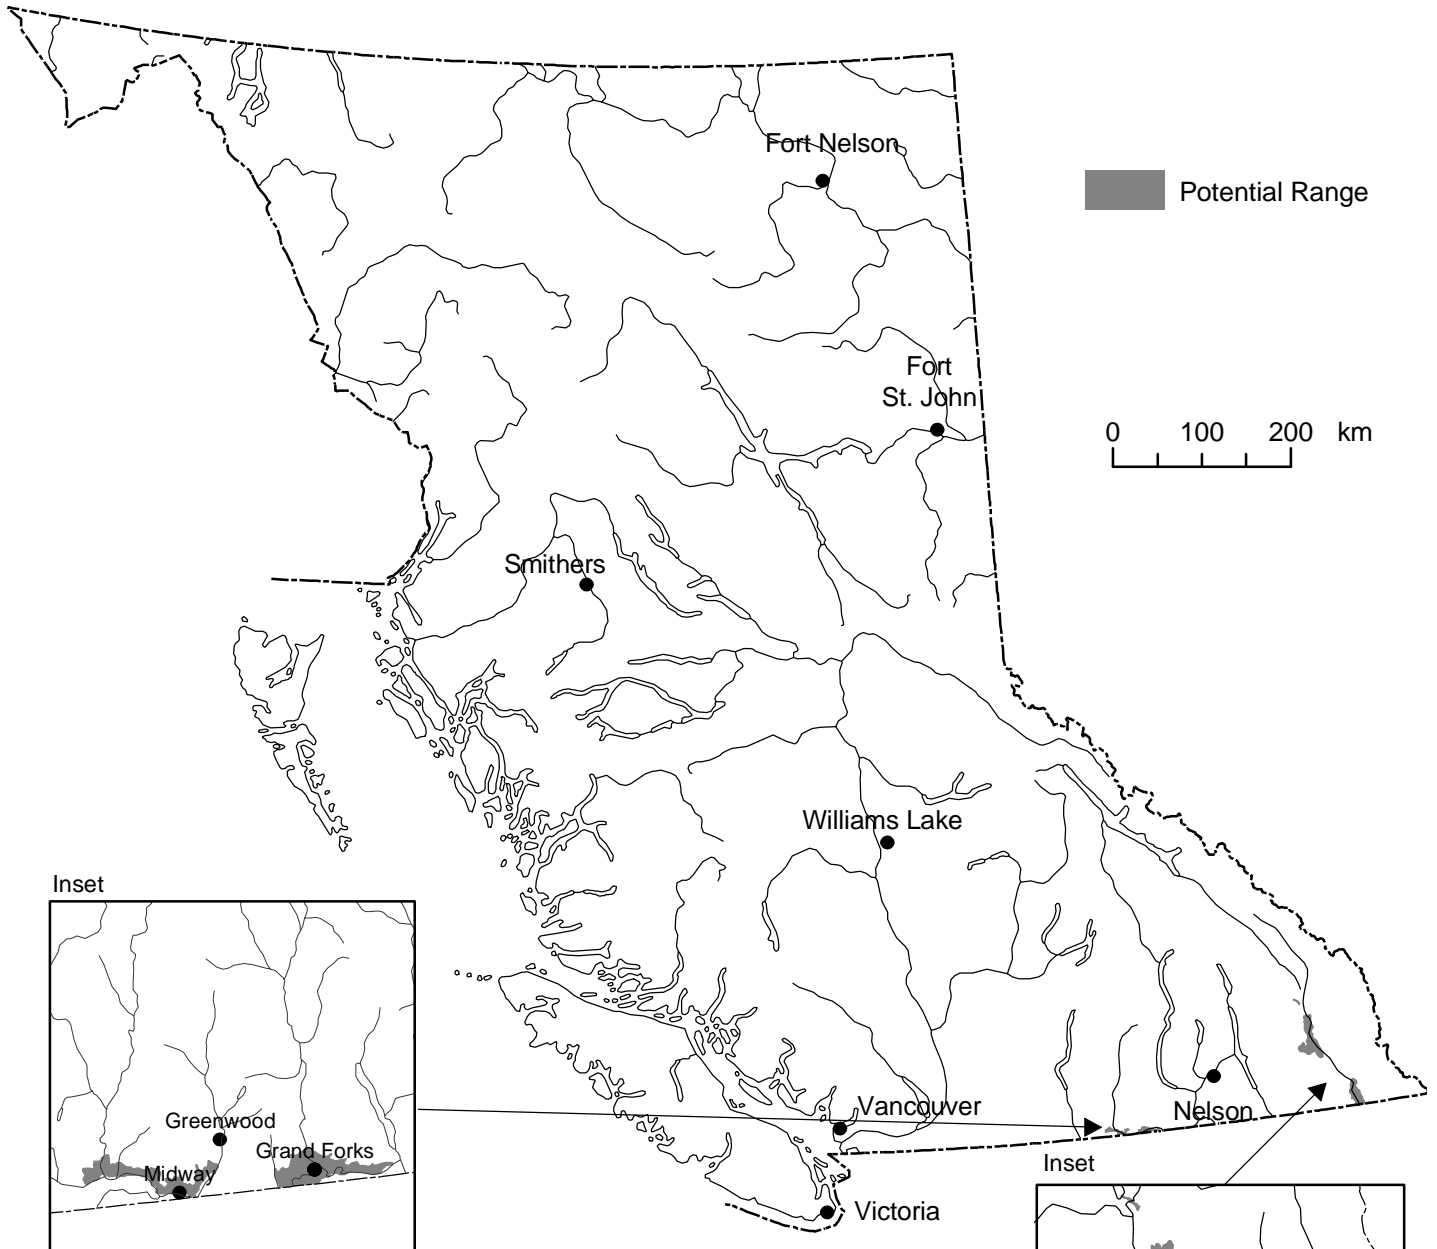 Fort Nelson
Potential Range
Fort
St. John
0 100 200 km
Smithers
Williams Lake
Inset
Greenwood
Grand Forks
Midway
Vancouver
Nelson
Inset
Victoria